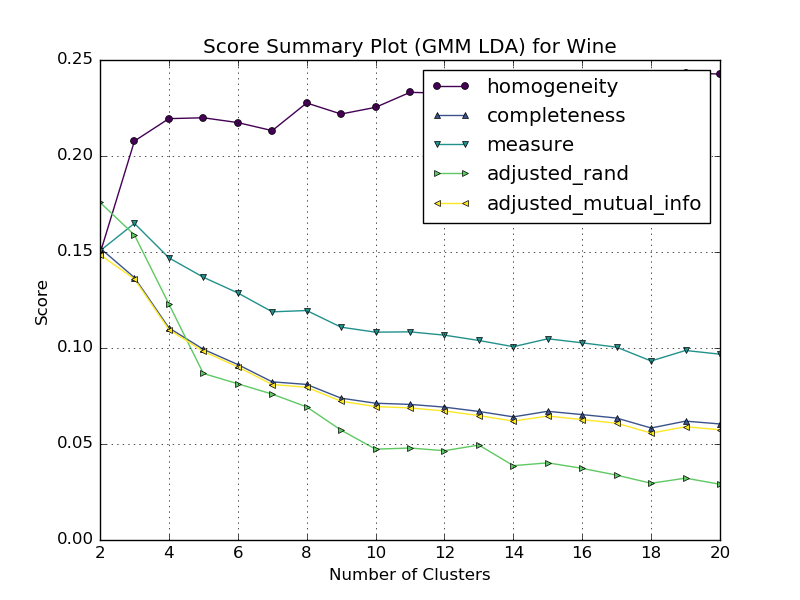 Score Summary Plot (GMM LDA) for Wine
0.25
0.20
0.15
0.10
0.05
0.00
Score
homogeneity
completeness
measure
adjusted_rand
adjusted_mutual_info
2 4 6 8 10 12 14 16 18 20
Number of Clusters